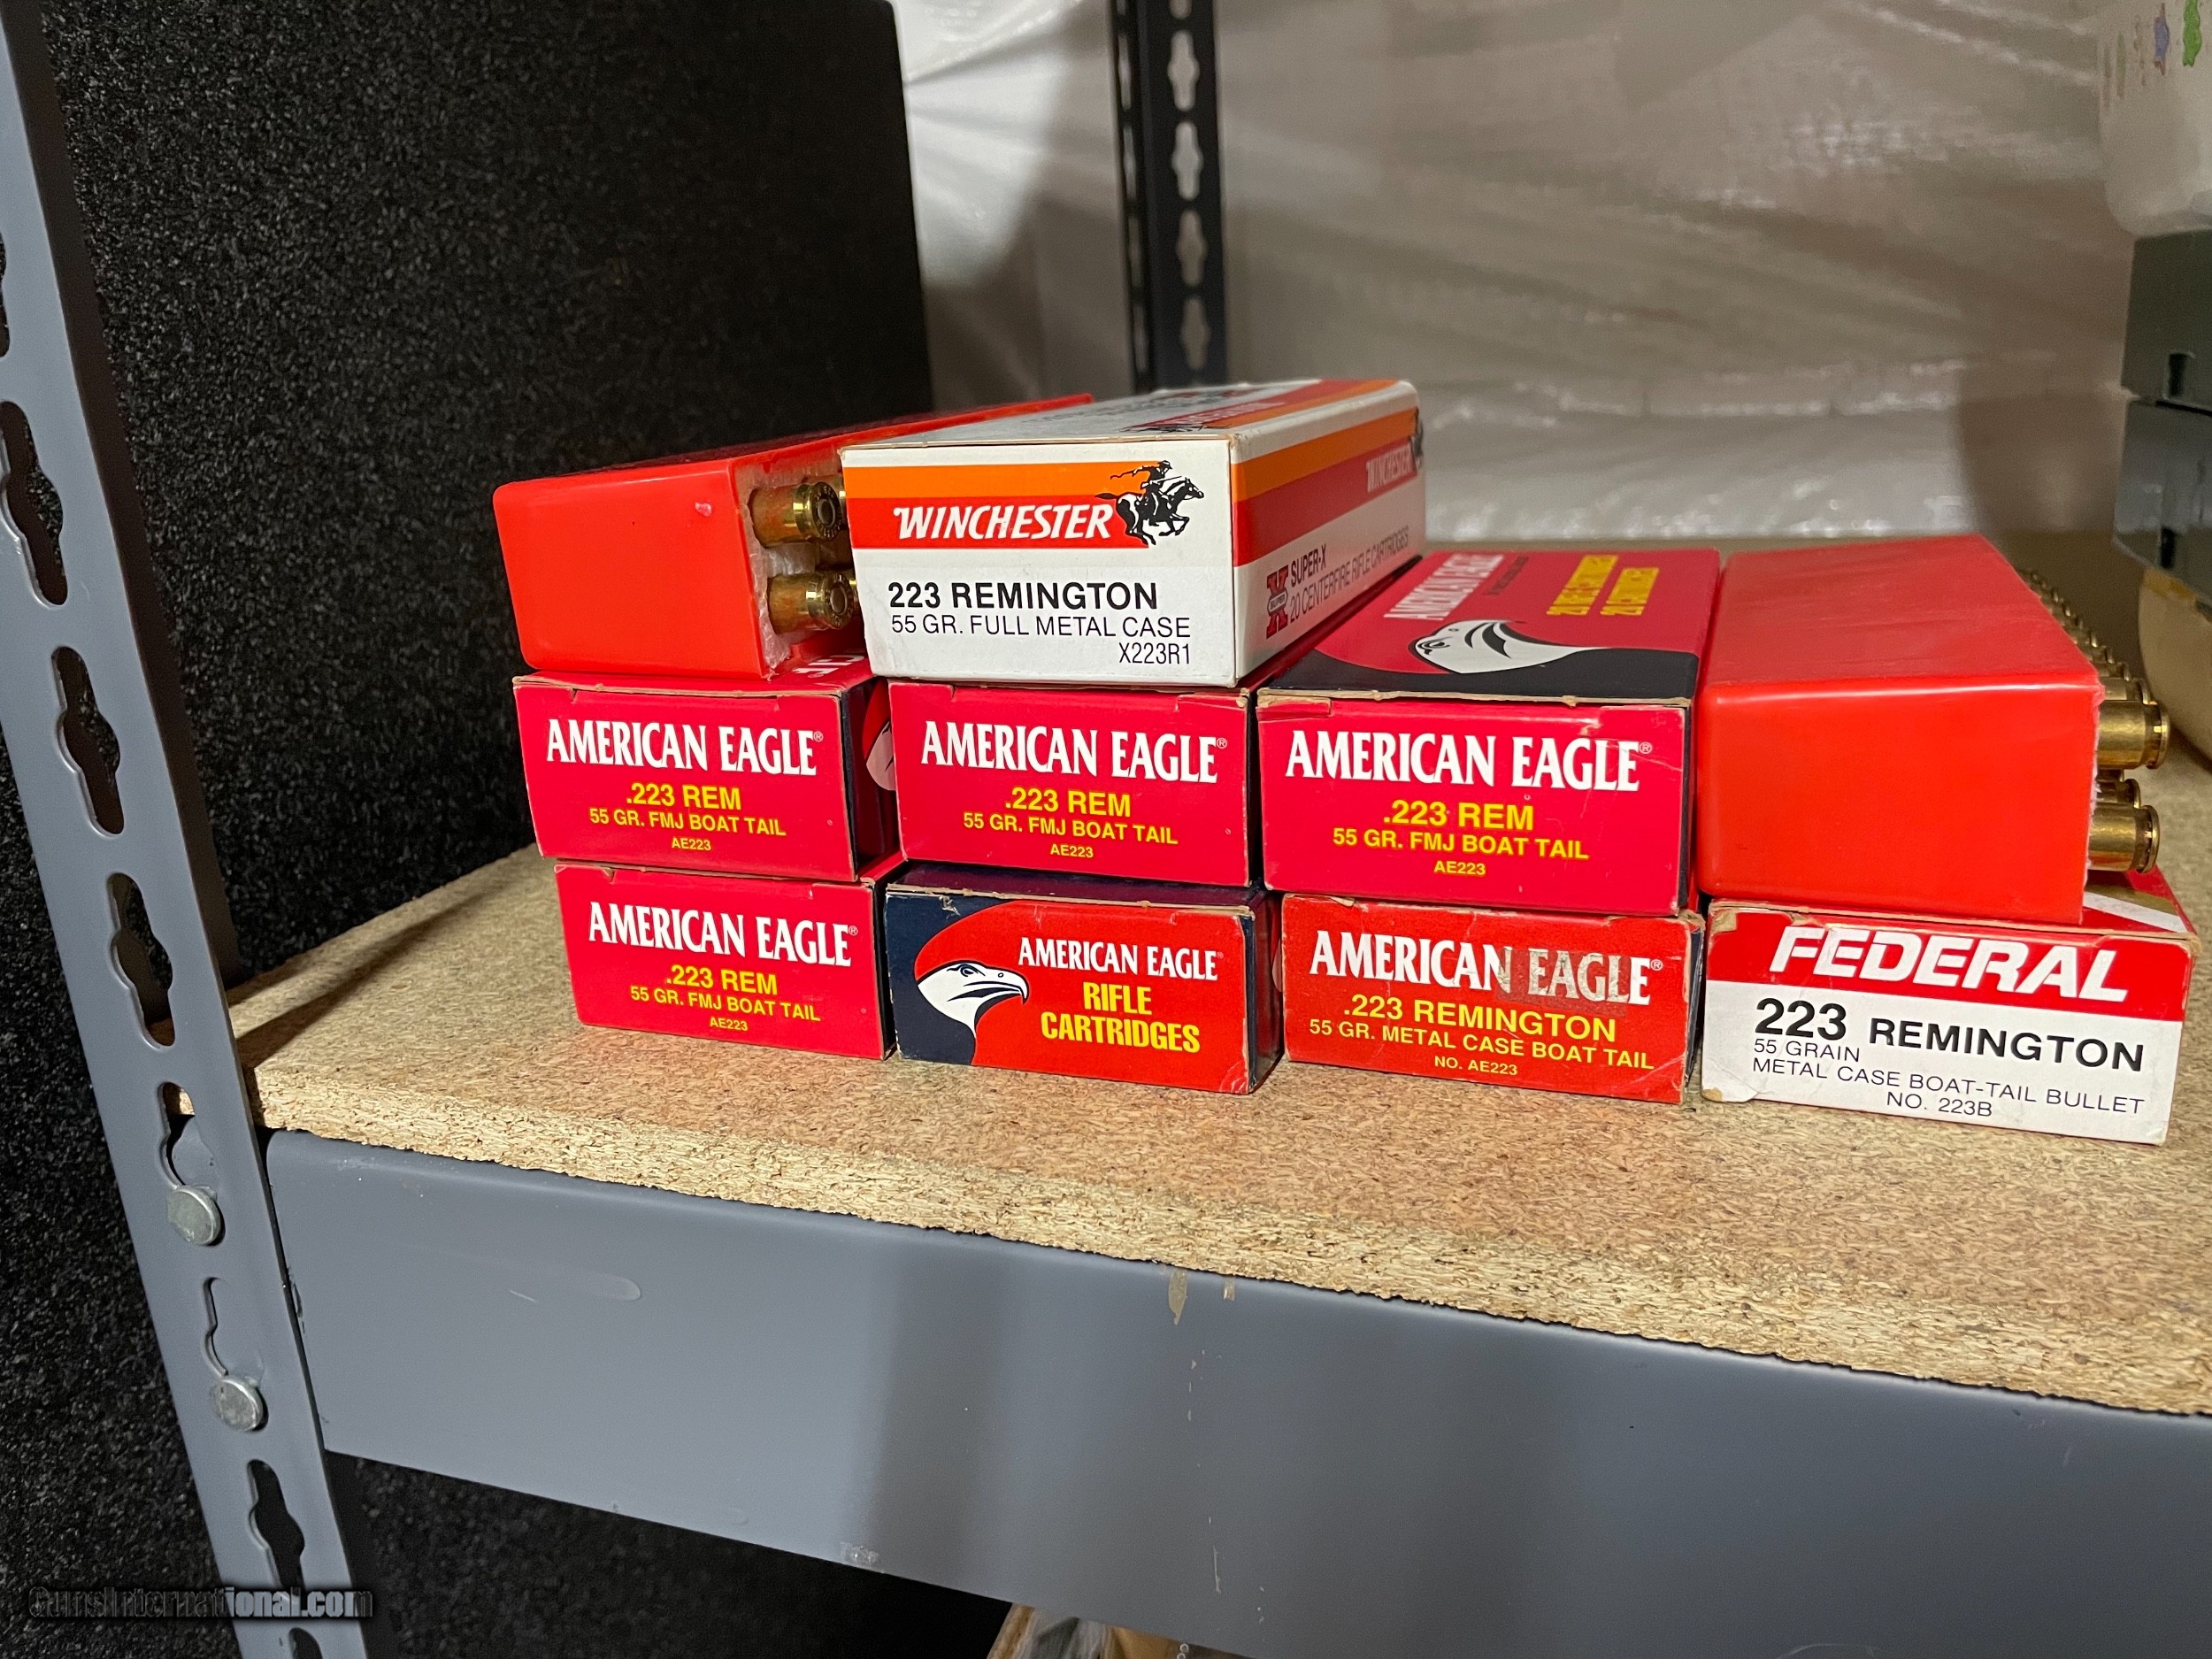 WINCHESTER
223 REMINGTON
55 GR. FULL METAL CASE
X223R1
WINCHESTER
SUPER-X
20 CENTERFIRE RIFLE CARTRIDGES
AMERICAN EAGLE
AMERICAN EAGLE®
.223 REM
55 GR. FMJ BOAT TAIL
AE223
AMERICAN EAGLE®
.223 REM
55 GR. FMJ BOAT TAIL
AE223
AMERICAN EAGLE®
.223 REM
55 GR. FMJ BOAT TAIL
AE223
AMERICAN EAGLE®
.223 REM
55 GR. FMJ BOAT TAIL
AE223
AMERICAN EAGLE
RIFLE
CARTRIDGES
AMERICAN EAGLE®
.223 REMINGTON
55 GR. METAL CASE BOAT TAIL
NO. AE223
FEDERAL
223 REMINGTON
55 GRAIN
METAL CASE BOAT-TAIL BULLET
NO. 223B
GunsInternational.com